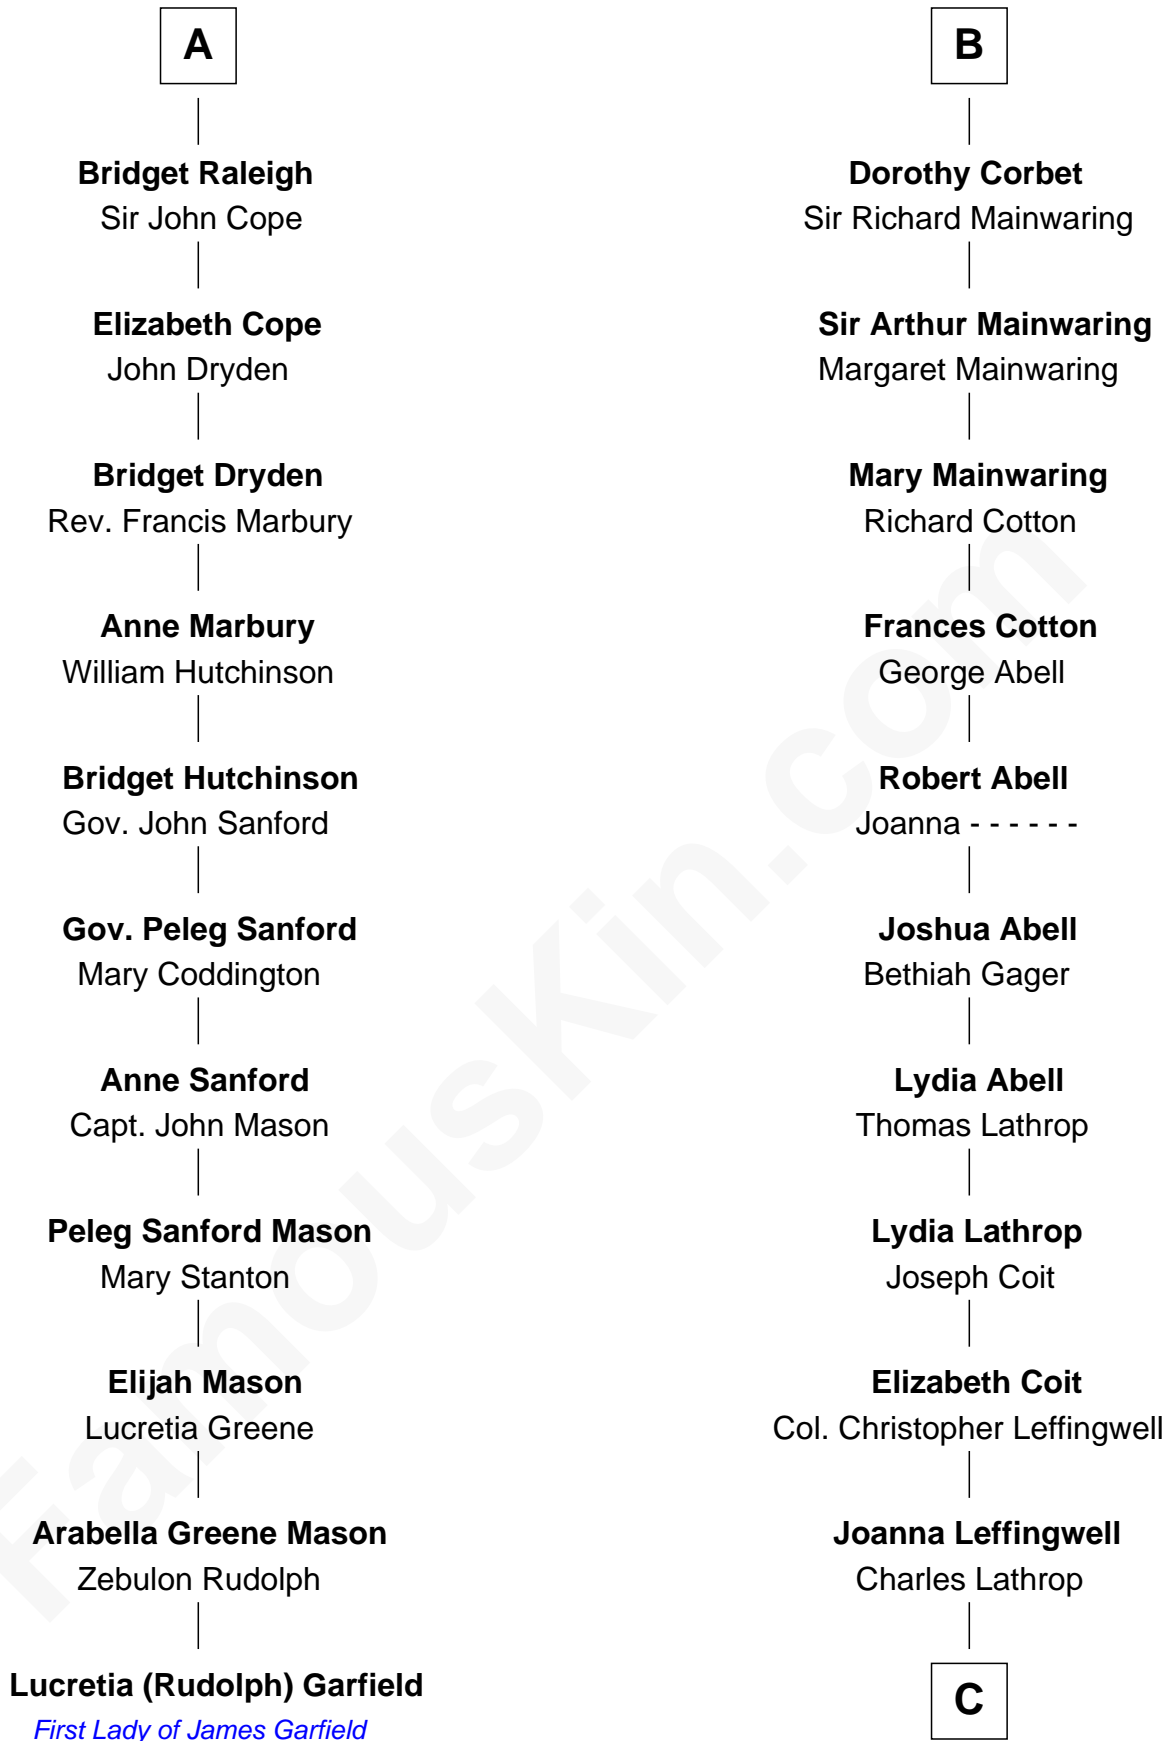 A
Bridget Raleigh
Sir John Cope
Elizabeth Cope
John Dryden
Bridget Dryden
Rev. Francis Marbury
Anne Marbury
William Hutchinson
Bridget Hutchinson
Gov. John Sanford
Gov. Peleg Sanford
Mary Coddington
Anne Sanford
Capt. John Mason
Peleg Sanford Mason
Mary Stanton
Elijah Mason
Lucretia Greene
Arabella Greene Mason
Zebulon Rudolph
Lucretia (Rudolph) Garfield
First Lady of James Garfield
B
Dorothy Corbet
Sir Richard Mainwaring
Sir Arthur Mainwaring
Margaret Mainwaring
Mary Mainwaring
Richard Cotton
Frances Cotton
George Abell
Robert Abell
Joanna - - - - - -
Joshua Abell
Bethiah Gager
Lydia Abell
Thomas Lathrop
Lydia Lathrop
Joseph Coit
Elizabeth Coit
Col. Christopher Leffingwell
Joanna Leffingwell
Charles Lathrop
C
FamousKin.com